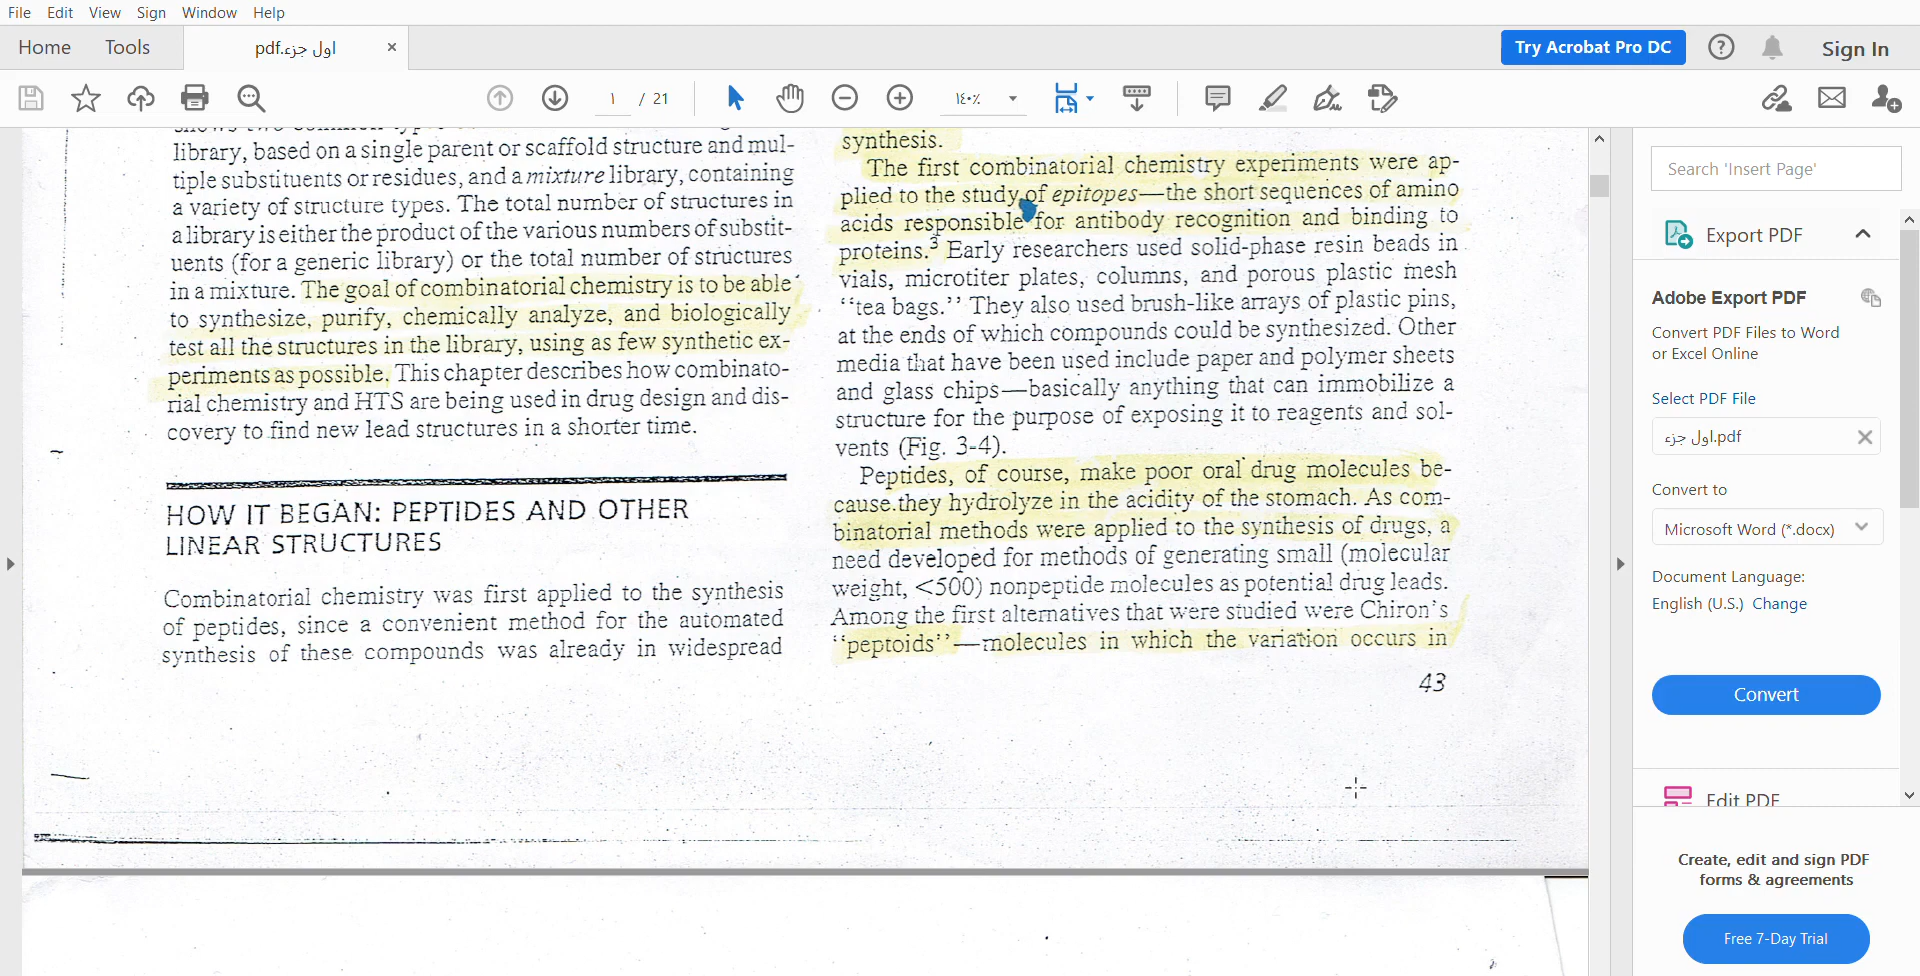 File Edit View Sign Window Help
Home Tools اول جزء.pdf × Try Acrobat Pro DC ? Sign In
١ / 21 ١٤٠٪
library, based on a single parent or scaffold structure and mul-
tiple substituents or residues, and a mixture library, containing
a variety of structure types. The total number of structures in
a library is either the product of the various numbers of substit-
uents (for a generic library) or the total number of structures
in a mixture. The goal of combinatorial chemistry is to be able
to synthesize, purify, chemically analyze, and biologically
test all the structures in the library, using as few synthetic ex-
periments as possible. This chapter describes how combinato-
rial chemistry and HTS are being used in drug design and dis-
covery to find new lead structures in a shorter time.
HOW IT BEGAN: PEPTIDES AND OTHER
LINEAR STRUCTURES
Combinatorial chemistry was first applied to the synthesis
of peptides, since a convenient method for the automated
synthesis of these compounds was already in widespread
synthesis.
The first combinatorial chemistry experiments were ap-
plied to the study of epitopes—the short sequences of amino
acids responsible for antibody recognition and binding to
proteins.3 Early researchers used solid-phase resin beads in
vials, microtiter plates, columns, and porous plastic mesh
‘‘tea bags.’’ They also used brush-like arrays of plastic pins,
at the ends of which compounds could be synthesized. Other
media that have been used include paper and polymer sheets
and glass chips—basically anything that can immobilize a
structure for the purpose of exposing it to reagents and sol-
vents (Fig. 3-4).
Peptides, of course, make poor oral drug molecules be-
cause they hydrolyze in the acidity of the stomach. As com-
binatorial methods were applied to the synthesis of drugs, a
need developed for methods of generating small (molecular
weight, <500) nonpeptide molecules as potential drug leads.
Among the first alternatives that were studied were Chiron's
‘‘peptoids’’—molecules in which the variation occurs in
43
Search 'Insert Page'
Export PDF
Adobe Export PDF
Convert PDF Files to Word
or Excel Online
Select PDF File
اول جزء.pdf
Convert to
Microsoft Word (*.docx)
Document Language:
English (U.S.) Change
Convert
Edit PDF
Create, edit and sign PDF
forms & agreements
Free 7-Day Trial